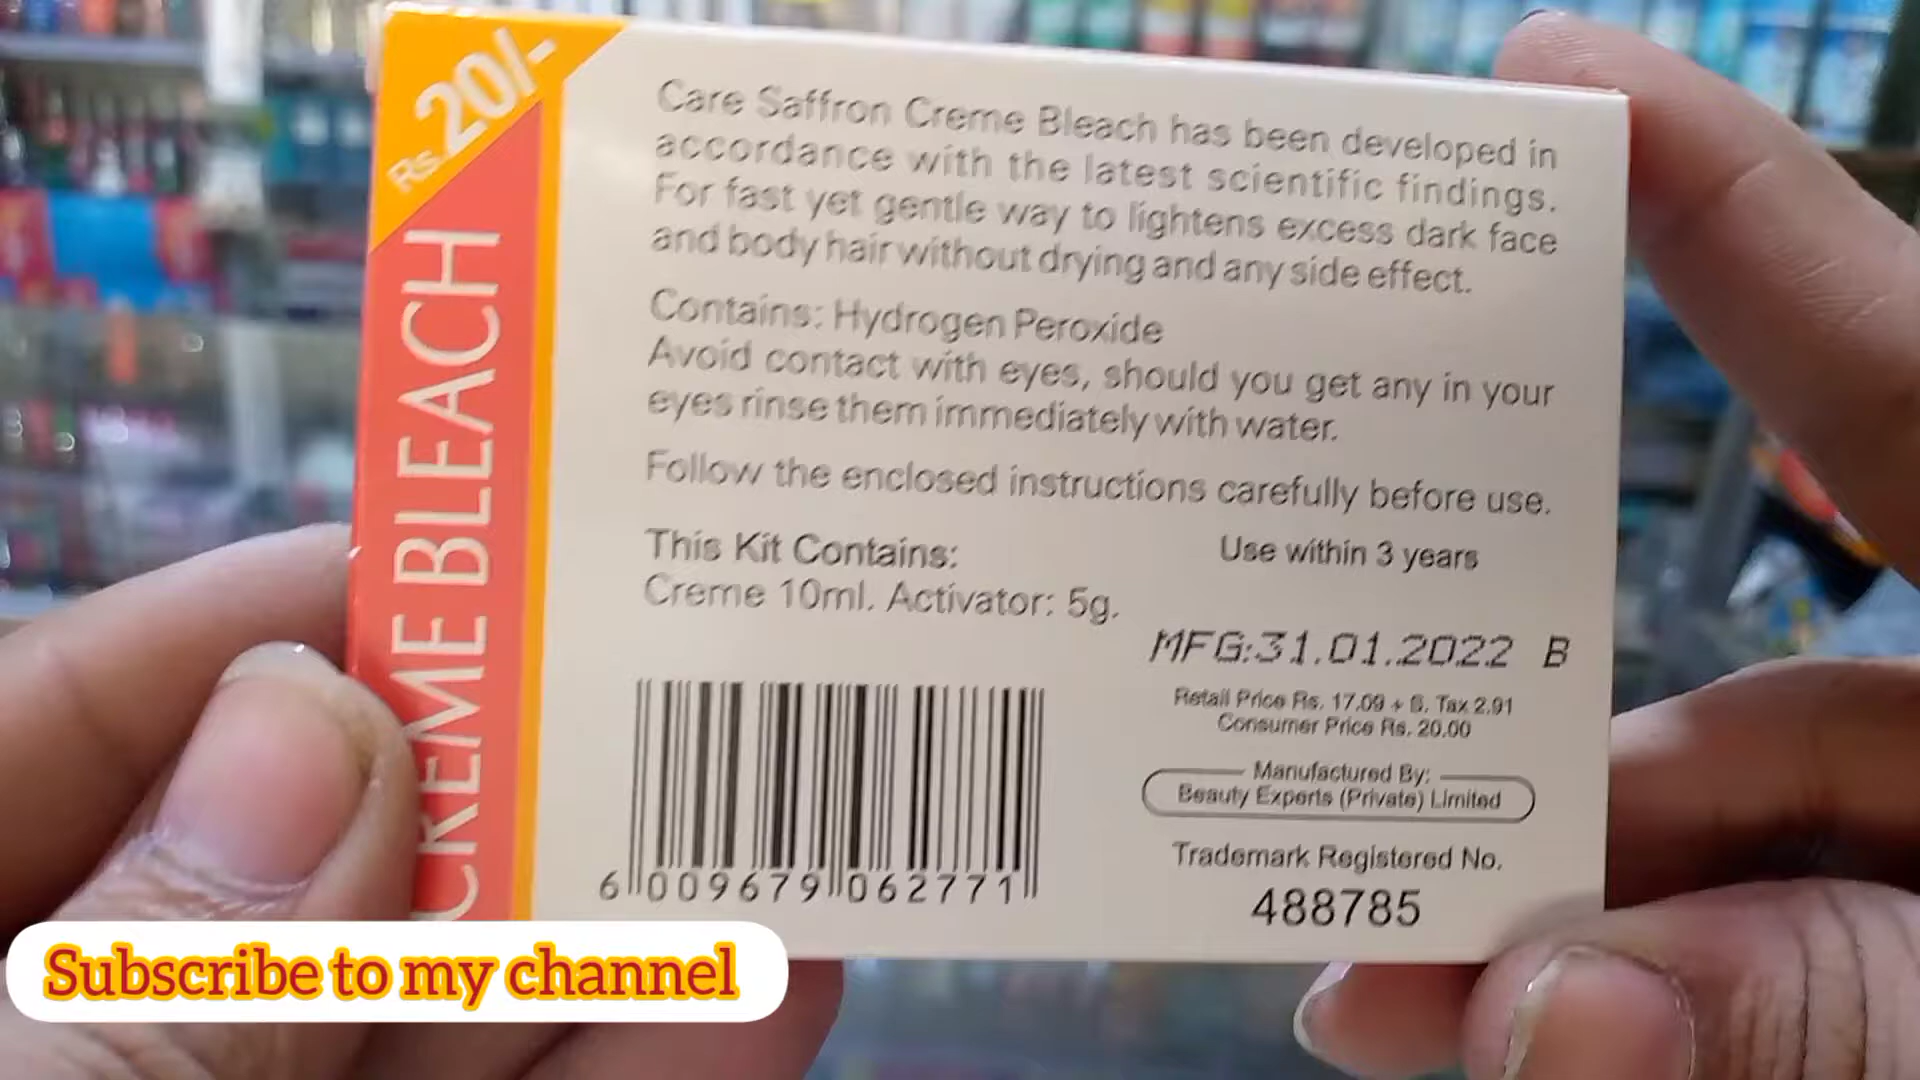 Rs.20/-
CREME BLEACH
Care Saffron Creme Bleach has been developed in
accordance with the latest scientific findings.
For fast yet gentle way to lightens excess dark face
and body hair without drying and any side effect.
Contains: Hydrogen Peroxide
Avoid contact with eyes, should you get any in your
eyes rinse them immediately with water.
Follow the enclosed instructions carefully before use.
This Kit Contains:
Creme 10ml. Activator: 5g.
Use within 3 years
MFG:31.01.2022 B
Retail Price Rs. 17.09 + S. Tax 2.91
Consumer Price Rs. 20.00
Manufactured By:
Beauty Experts (Private) Limited
Trademark Registered No.
488785
6 009679 062771
Subscribe to my channel